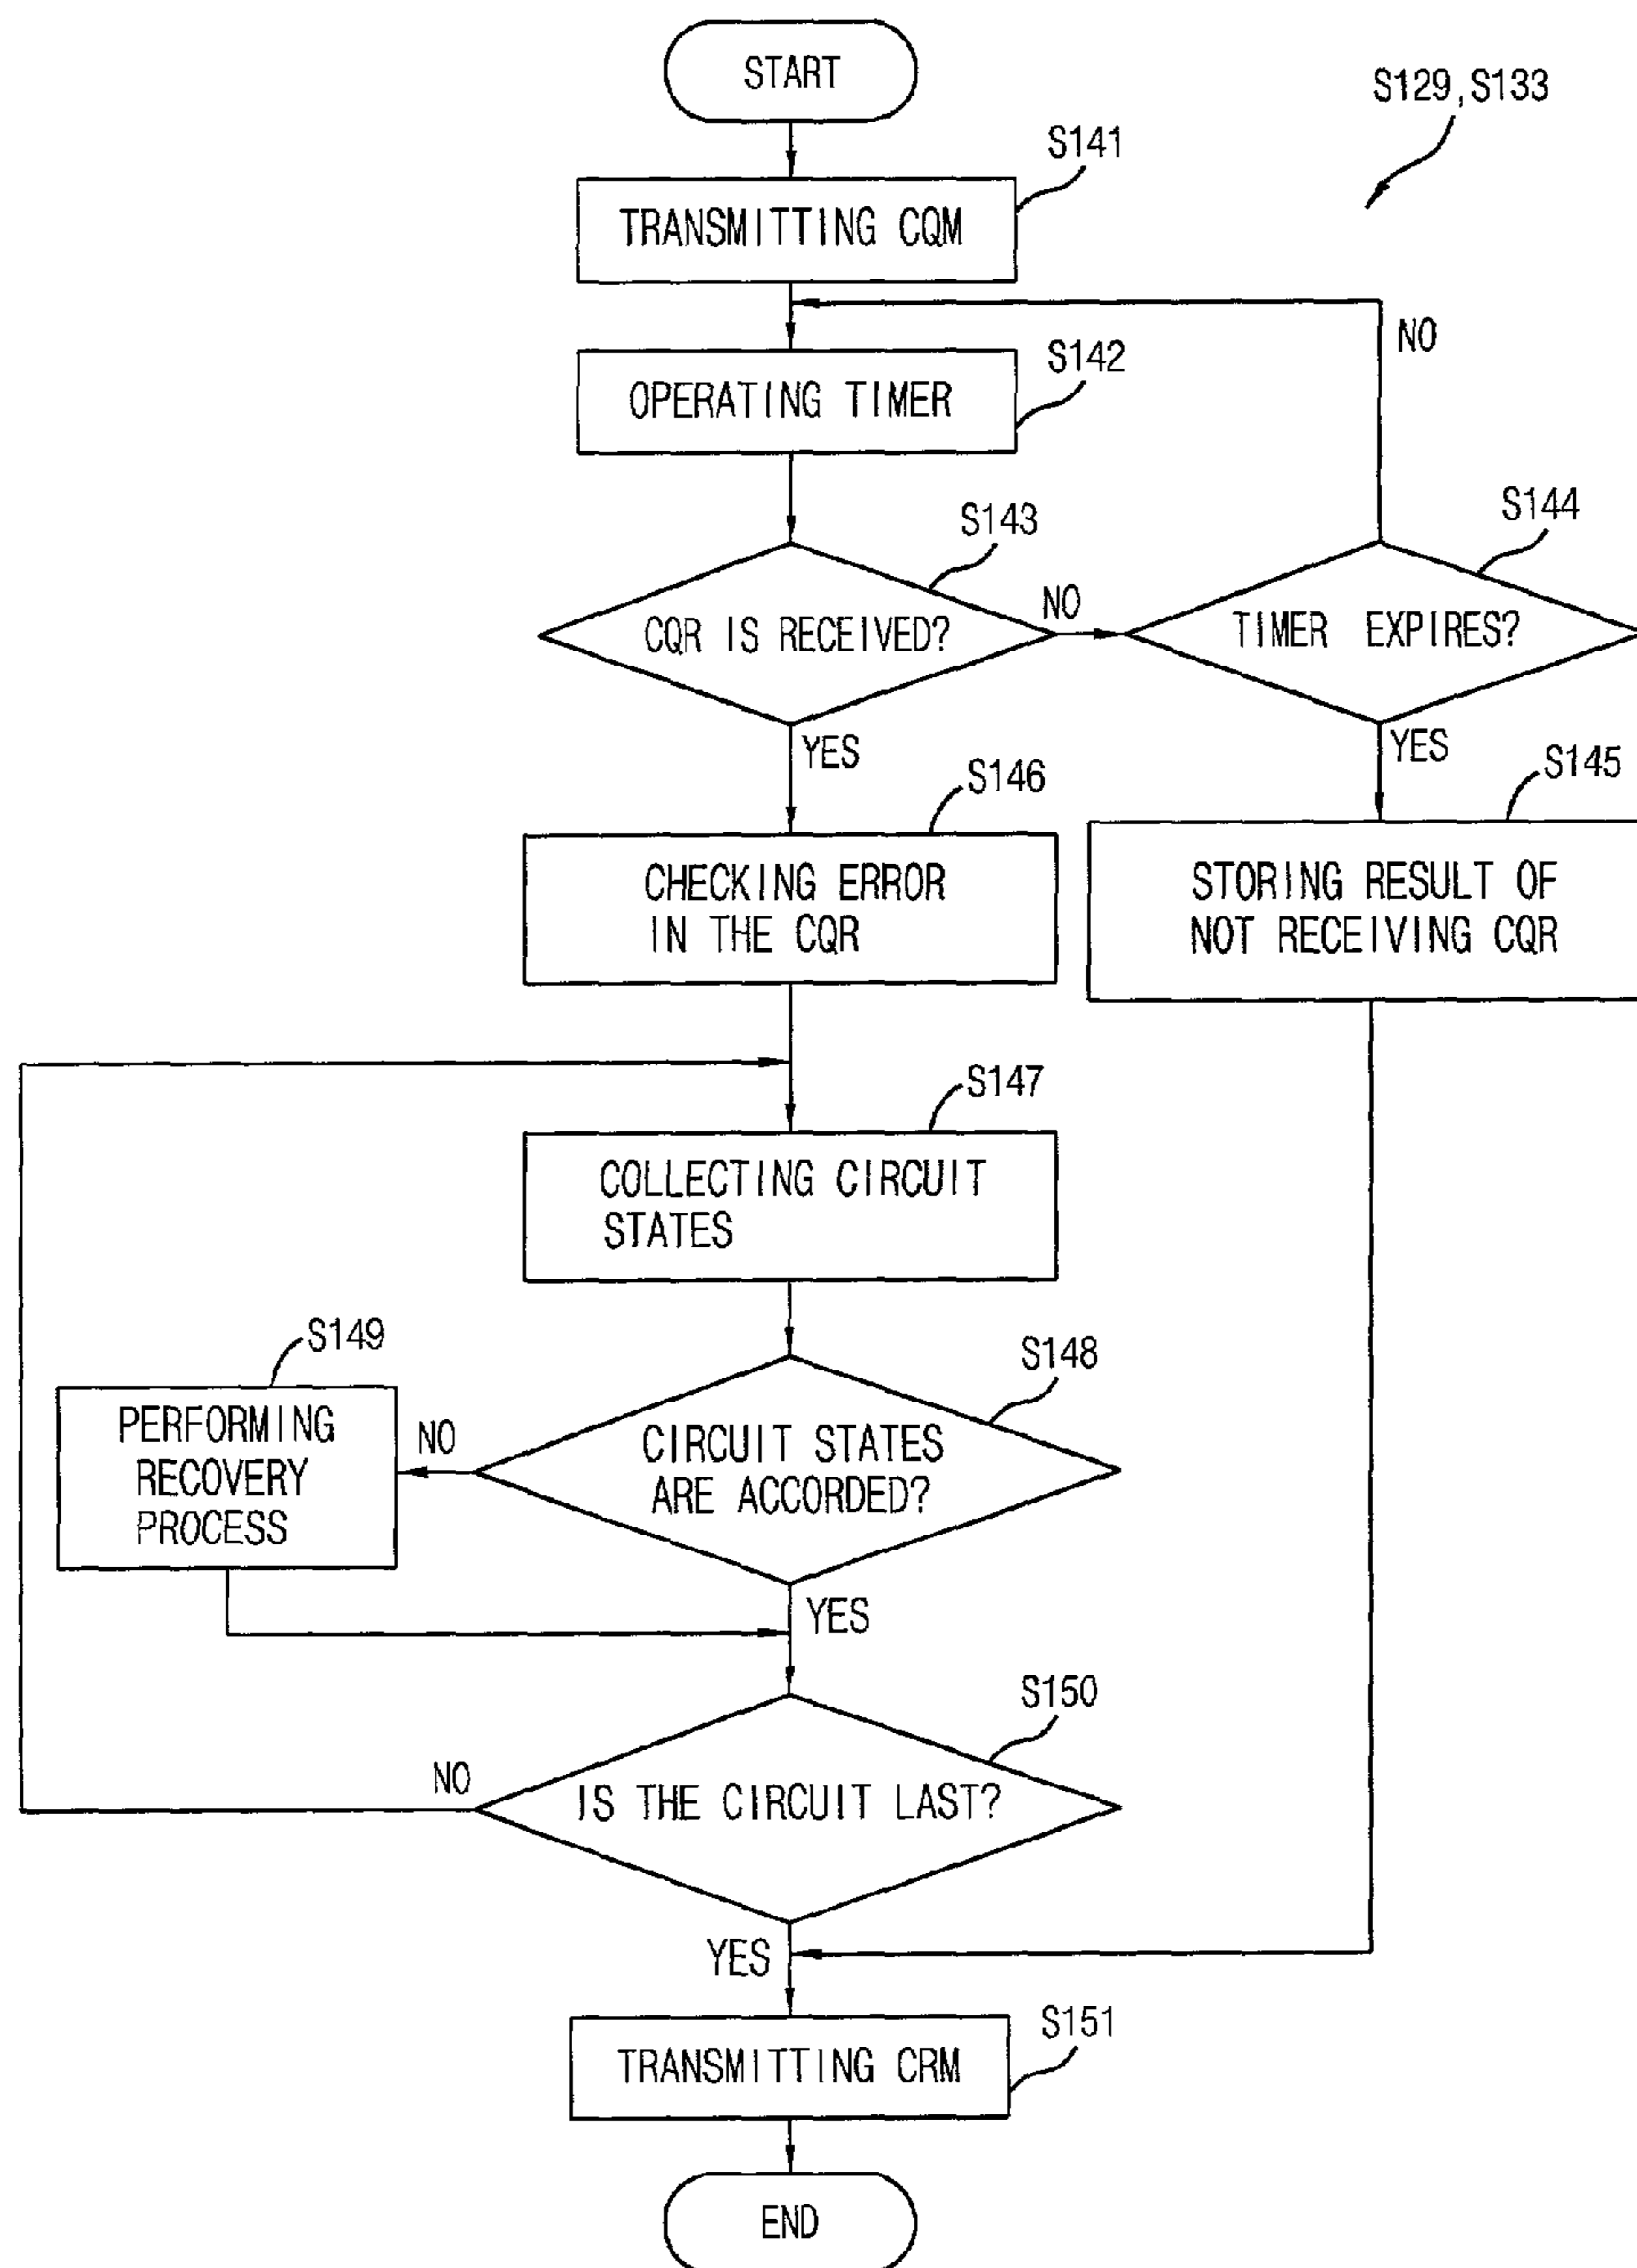 START
S129,S133
S141
TRANSMITTING CQM
NO
S142
OPERATING TIMER
S143
S144
CQR IS RECEIVED?
NO
TIMER EXPIRES?
YES
YES
S146
S145
CHECKING ERROR
IN THE CQR
STORING RESULT OF
NOT RECEIVING CQR
S147
COLLECTING CIRCUIT
STATES
S149
S148
PERFORMING
RECOVERY
PROCESS
NO
CIRCUIT STATES
ARE ACCORDED?
YES
S150
NO
IS THE CIRCUIT LAST?
YES
S151
TRANSMITTING CRM
END